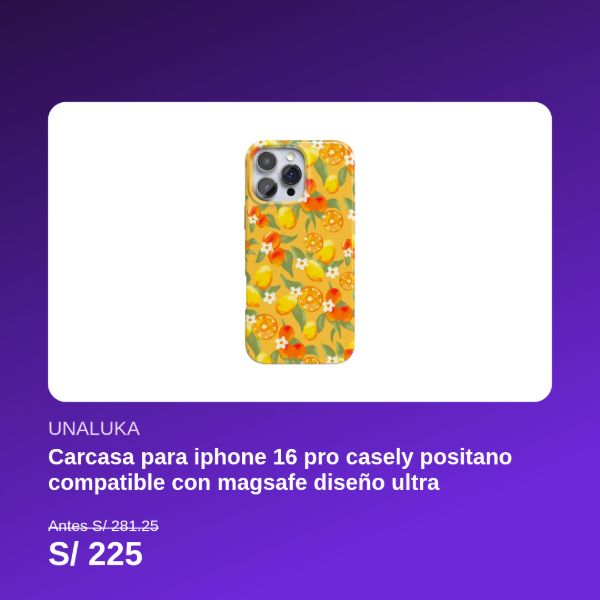 UNALUKA
Carcasa para iphone 16 pro casely positano
compatible con magsafe diseño ultra
Antes S/ 281.25
S/ 225